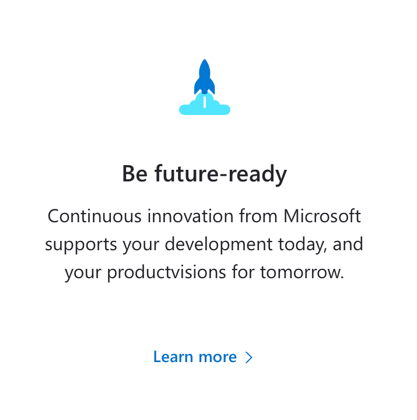 Be future-ready
Continuous innovation from Microsoft
supports your development today, and
your productvisions for tomorrow.
Learn more